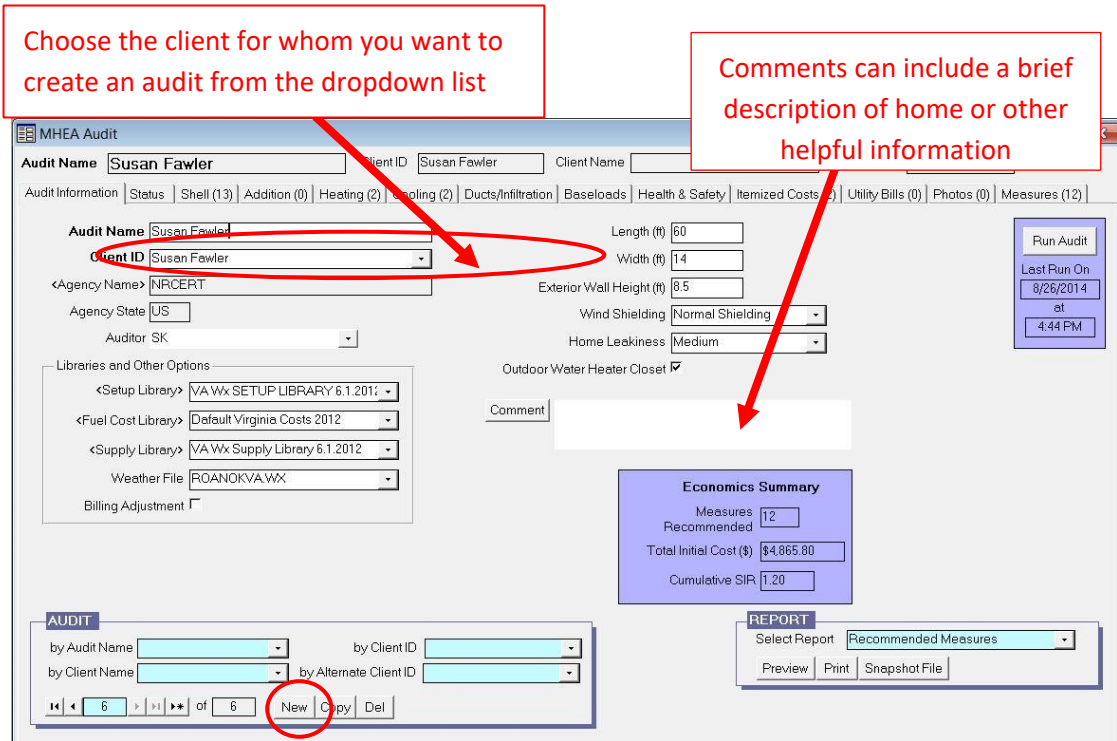 Choose the client for whom you want to
create an audit from the dropdown list
Comments can include a brief
description of home or other
helpful information
MHEA Audit
Audit Name Susan Fawler Client ID Susan Fawler Client Name
Audit Information Status Shell (13) Addition (0) Heating (2) Cooling (2) Ducts/Infiltration Baseloads Health & Safety Itemized Costs (2) Utility Bills (0) Photos (0) Measures (12)
Audit Name Susan Fawler
Client ID Susan Fawler
<Agency Name> NRCERT
Agency State US
Auditor SK
Libraries and Other Options
<Setup Library> VA Wx SETUP LIBRARY 6.1.2012
<Fuel Cost Library> Dafault Virginia Costs 2012
<Supply Library> VA Wx Supply Library 6.1.2012
Weather File ROANOKVA.WX
Billing Adjustment
Length (ft) 60
Width (ft) 14
Exterior Wall Height (ft) 8.5
Wind Shielding Normal Shielding
Home Leakiness Medium
Outdoor Water Heater Closet
Comment
Run Audit
Last Run On
8/26/2014
at
4:44 PM
Economics Summary
Measures
Recommended 12
Total Initial Cost ($) $4,865.80
Cumulative SIR 1.20
AUDIT
by Audit Name by Client ID
by Client Name by Alternate Client ID
6 of 6 New Copy Del
REPORT
Select Report Recommended Measures
Preview Print Snapshot File